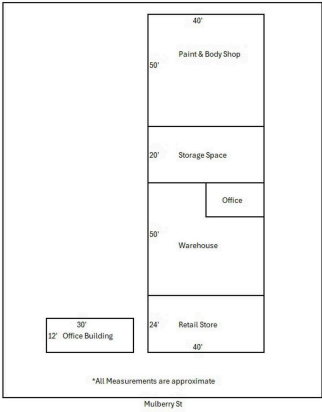 40'
Paint & Body Shop
50'
20' Storage Space
Office
50'
Warehouse
30'
12' Office Building
24' Retail Store
40'
*All Measurements are approximate
Mulberry St